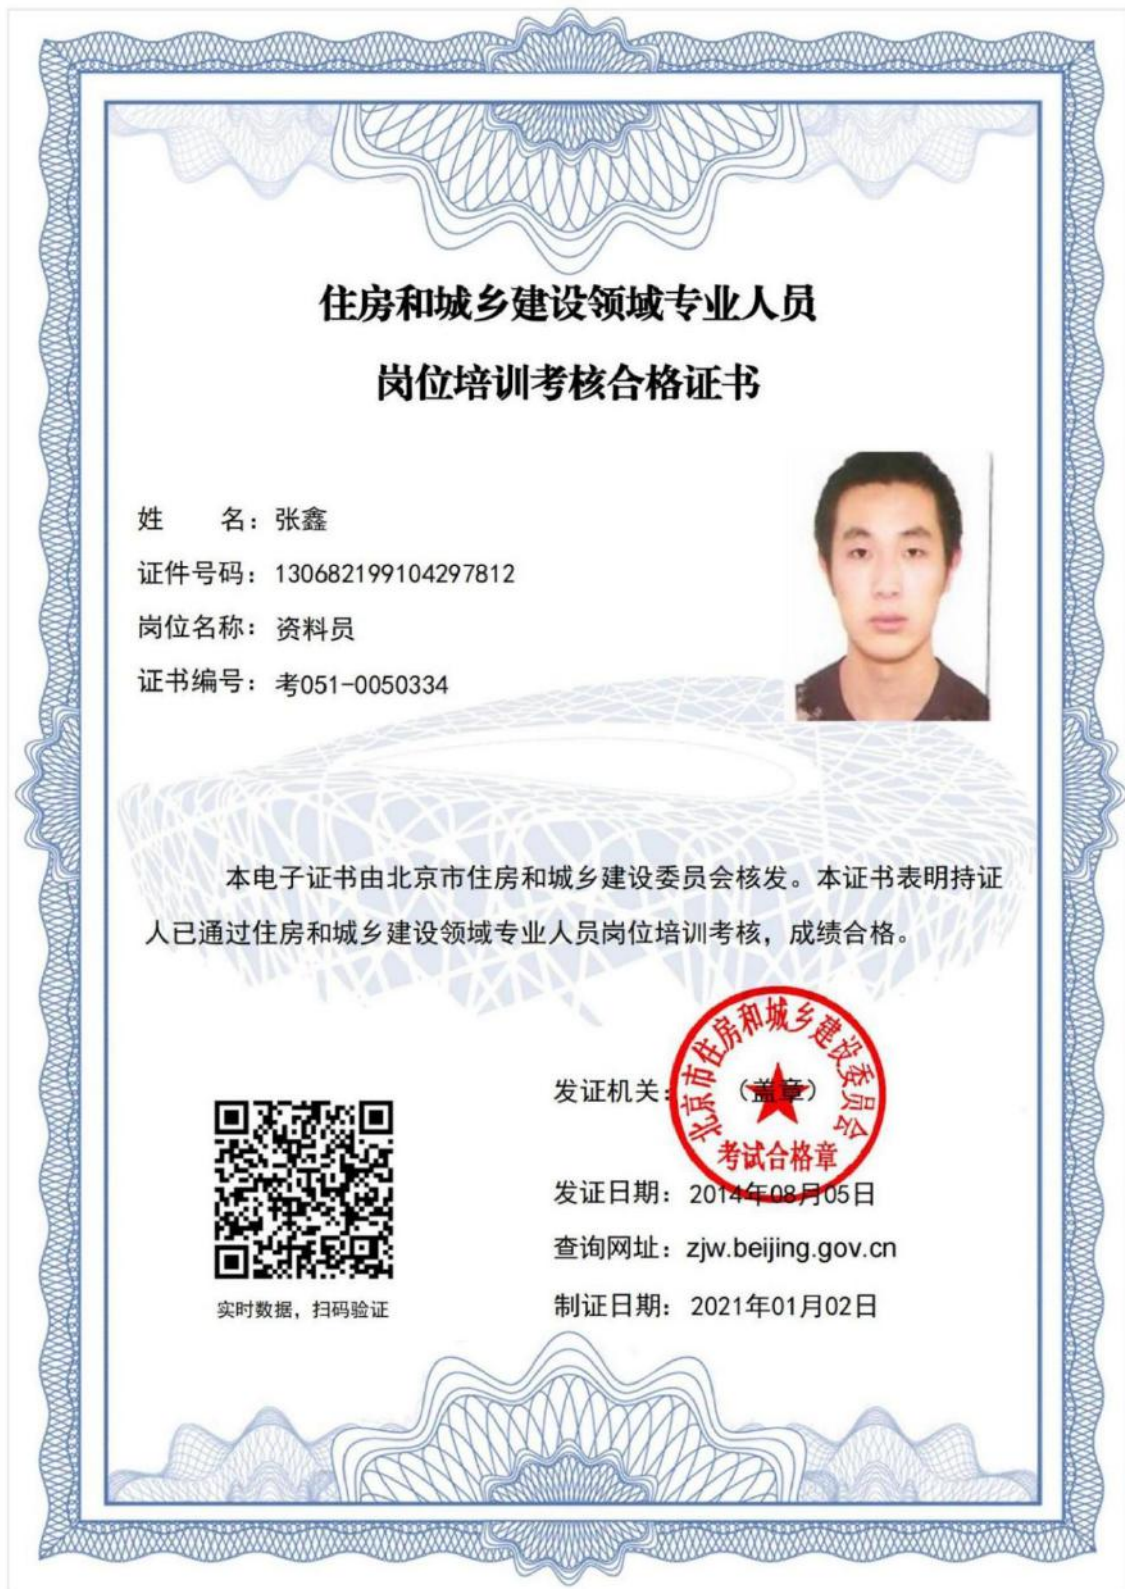 住房和城乡建设领域专业人员
岗位培训考核合格证书
姓 名：张鑫
证件号码：130682199104297812
岗位名称：资料员
证书编号：考051-0050334
本电子证书由北京市住房和城乡建设委员会核发。本证书表明持证
人已通过住房和城乡建设领域专业人员岗位培训考核，成绩合格。
发证机关：（盖章）
北京市住房和城乡建设委员会
考试合格章
发证日期：2014年08月05日
查询网址：zjw.beijing.gov.cn
制证日期：2021年01月02日
实时数据，扫码验证